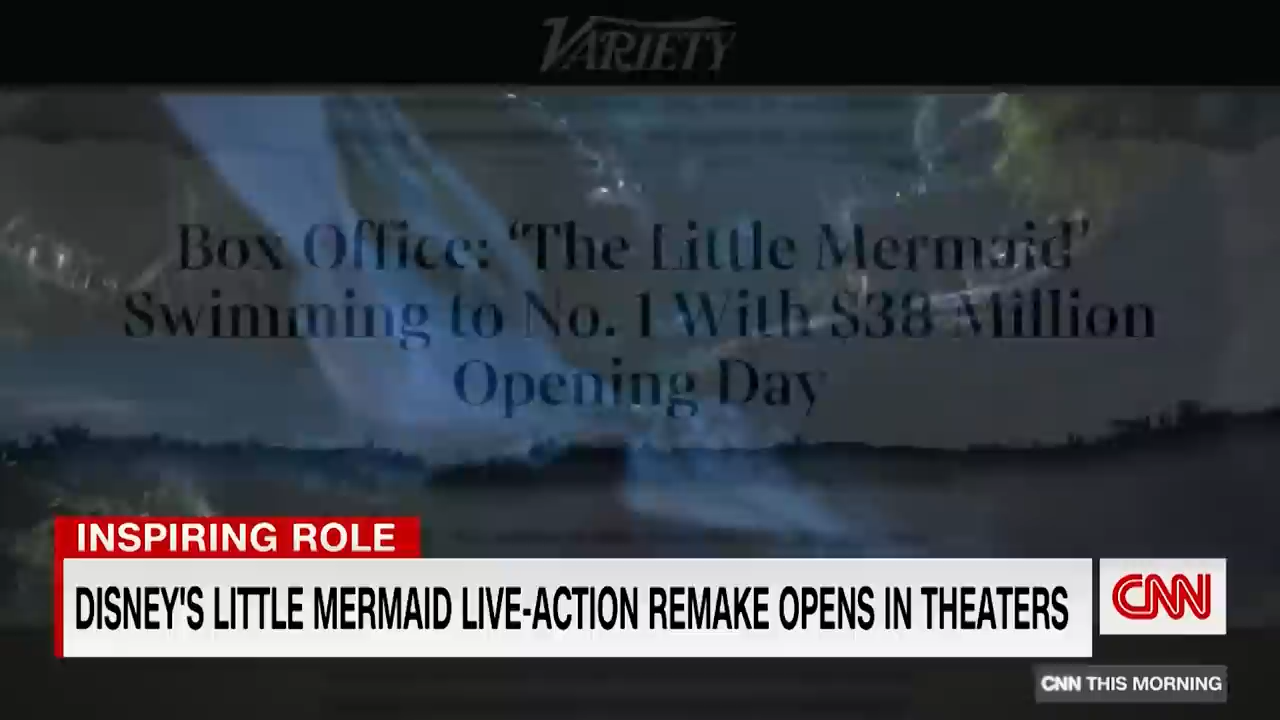 VARIETY
Box Office: ‘The Little Mermaid’
Swimming to No. 1 With $38 Million
Opening Day
INSPIRING ROLE
DISNEY'S LITTLE MERMAID LIVE-ACTION REMAKE OPENS IN THEATERS
CNN
CNN THIS MORNING